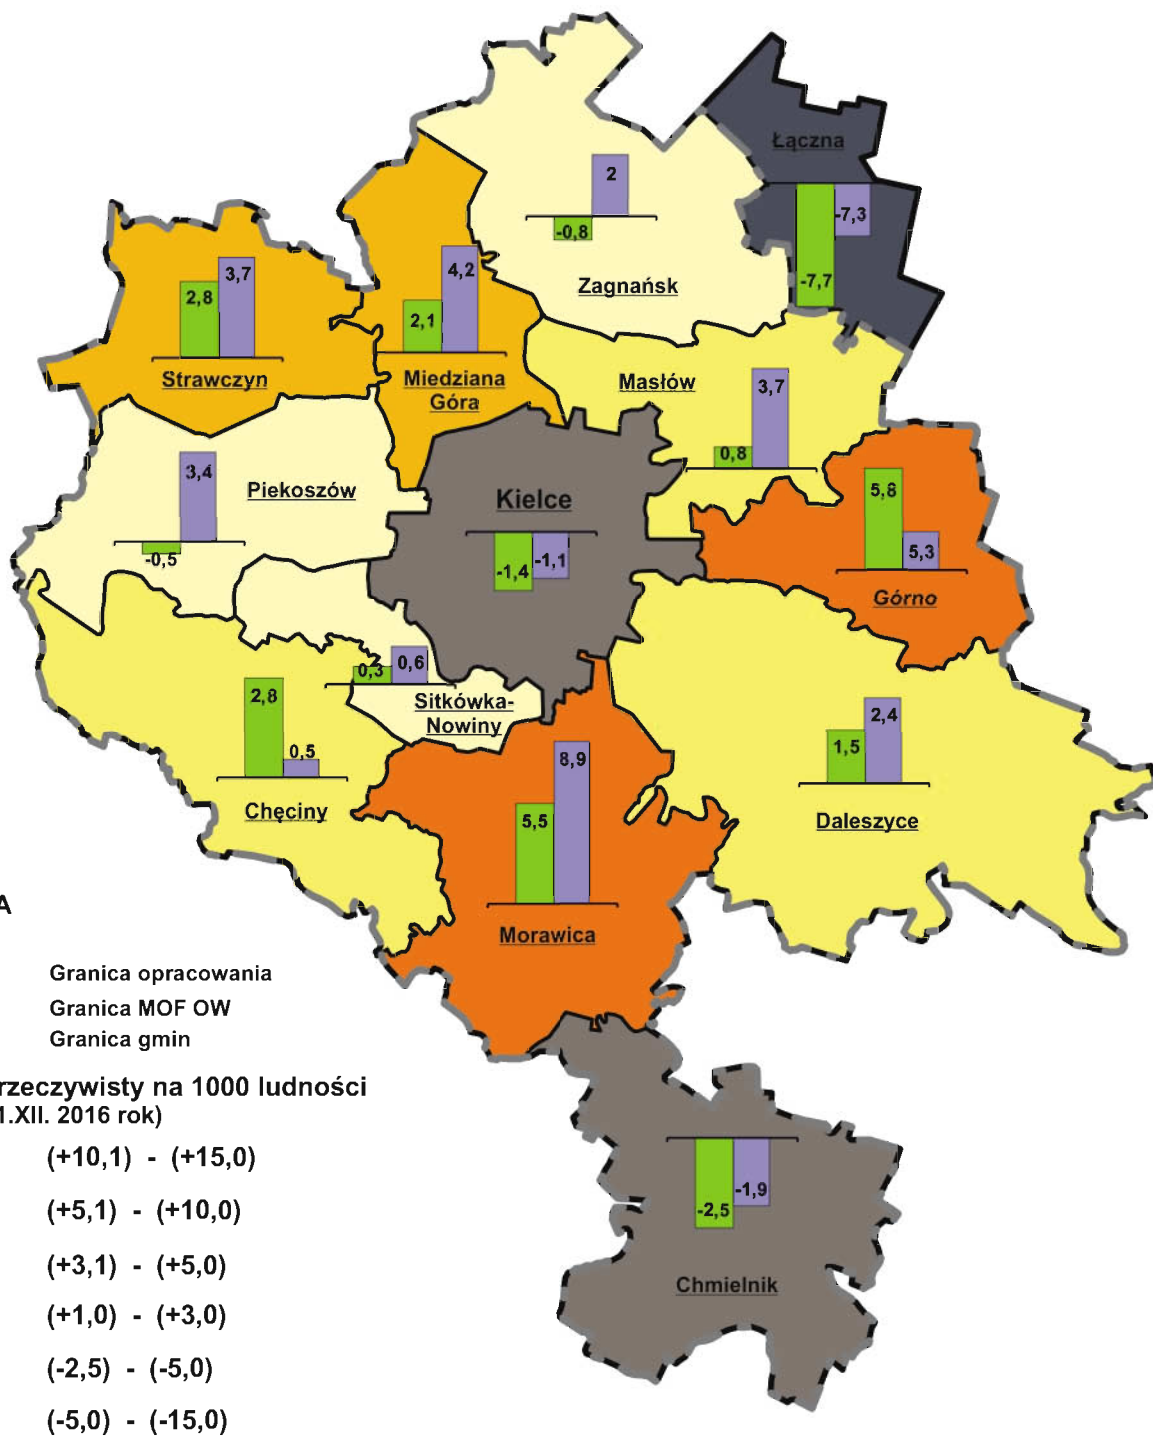 Łączna
-7,7
-7,3
Zagnańsk
-0,8
2
Strawczyn
2,8
3,7
Miedziana
Góra
2,1
4,2
Masłów
0,8
3,7
Piekoszów
-0,5
3,4
Kielce
-1,4
-1,1
Górno
5,8
5,3
0,3
0,6
Sitkówka-
Nowiny
2,8
0,5
Chęciny
1,5
2,4
Daleszyce
5,5
8,9
Morawica
A
Granica opracowania
Granica MOF OW
Granica gmin
rzeczywisty na 1000 ludności
1.XII. 2016 rok)
(+10,1) - (+15,0)
(+5,1) - (+10,0)
(+3,1) - (+5,0)
(+1,0) - (+3,0)
(-2,5) - (-5,0)
(-5,0) - (-15,0)
-2,5
-1,9
Chmielnik